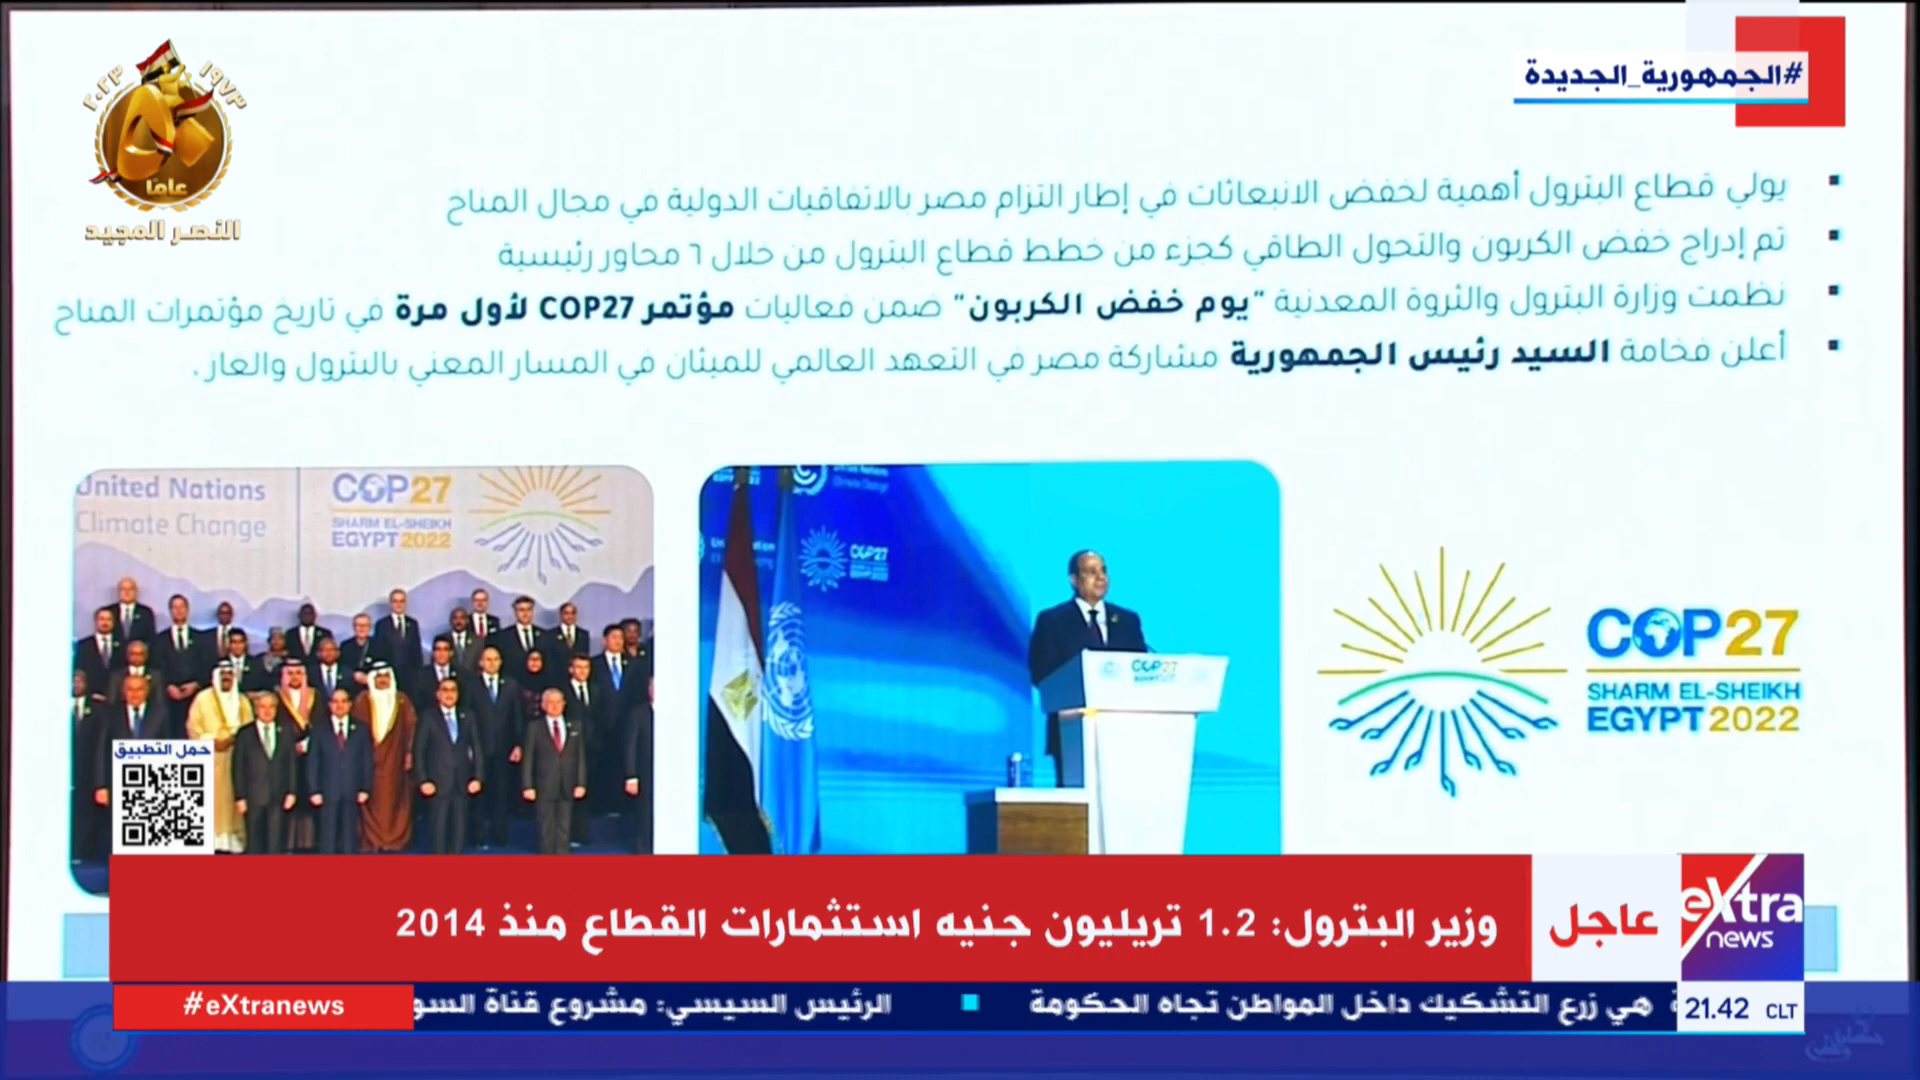 #الجمهورية_الجديدة
١٩٧٣
٢٠٢٣
50
عامًا
النصر المجيد
يولي قطاع البترول أهمية لخفض الانبعاثات في إطار التزام مصر بالاتفاقيات الدولية في مجال المناخ
تم إدراج خفض الكربون والتحول الطاقي كجزء من خطط قطاع البترول من خلال ٦ محاور رئيسية
نظمت وزارة البترول والثروة المعدنية "يوم خفض الكربون" ضمن فعاليات مؤتمر COP27 لأول مرة في تاريخ مؤتمرات المناخ
أعلن فخامة السيد رئيس الجمهورية مشاركة مصر في التعهد العالمي للميثان في المسار المعني بالبترول والغاز.
United Nations
Climate Change
COP27
SHARM EL-SHEIKH
EGYPT 2022
COP27
COP27
COP27
SHARM EL-SHEIKH
EGYPT 2022
حمل التطبيق
وزير البترول: 1.2 تريليون جنيه استثمارات القطاع منذ 2014
عاجل
eXtra
news
هي زرع التشكيك داخل المواطن تجاه الحكومة
الرئيس السيسي: مشروع قناة السو
#eXtranews
21.42 CLT